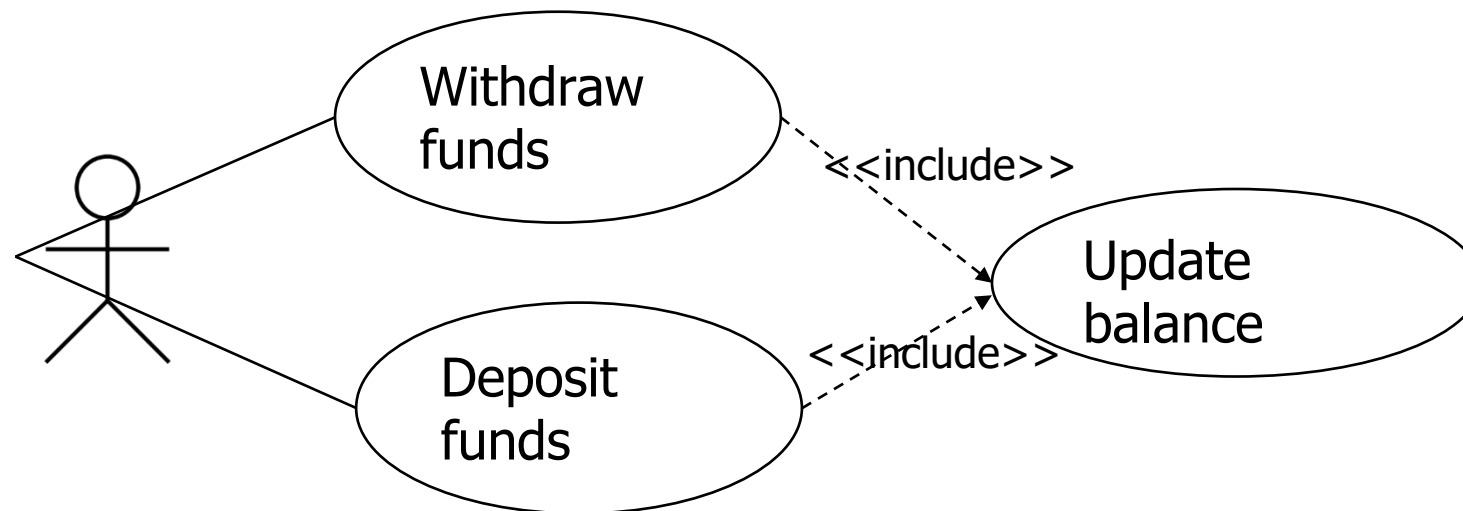 Withdraw
funds
<<include>>
Update
balance
<<include>>
Deposit
funds